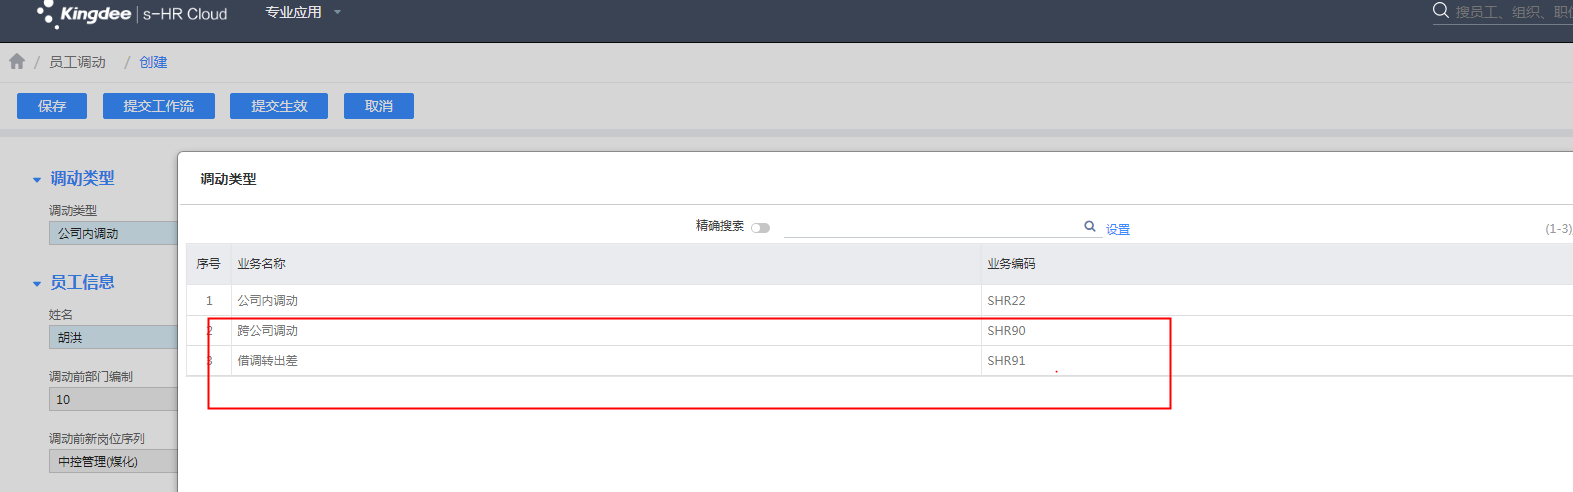 Kingdee | s-HR Cloud 专业应用
搜员工、组织、职
/ 员工调动 / 创建
保存 提交工作流 提交生效 取消
调动类型
调动类型
公司内调动
员工信息
姓名
胡洪
调动前部门编制
10
调动前新岗位序列
中控管理(煤化)
调动类型
精确搜索 设置 (1-3)
序号 业务名称 业务编码
1 公司内调动 SHR22
2 跨公司调动 SHR90
3 借调转出差 SHR91